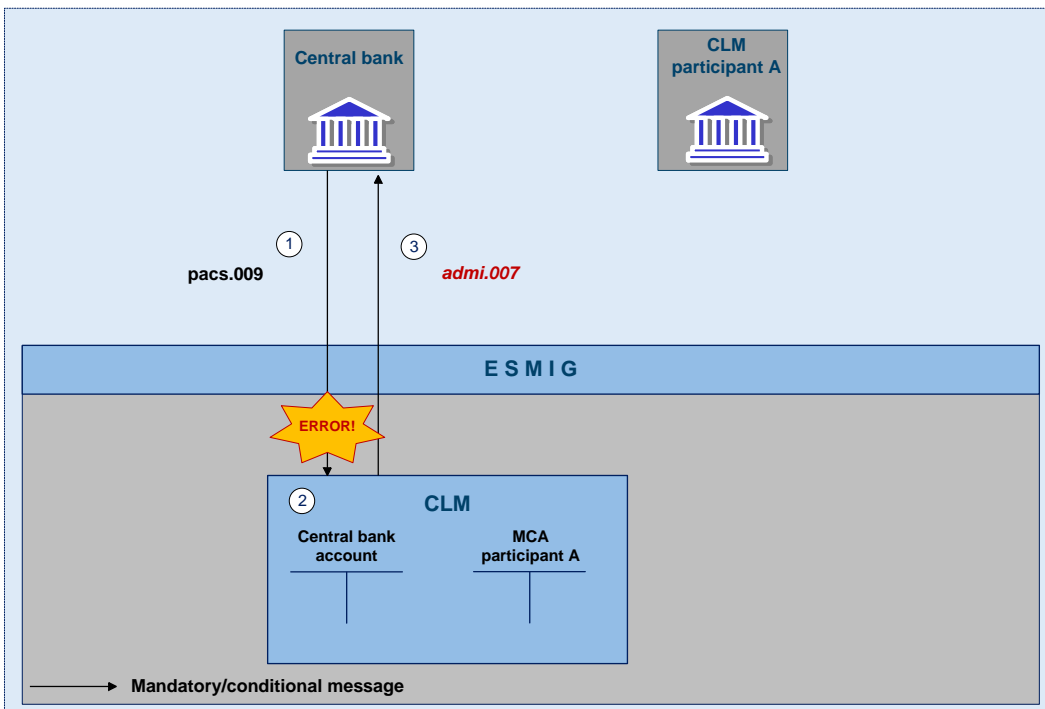 Central bank
CLM
participant A
1
3
pacs.009
admi.007
E S M I G
ERROR!
2
CLM
Central bank
account
MCA
participant A
Mandatory/conditional message